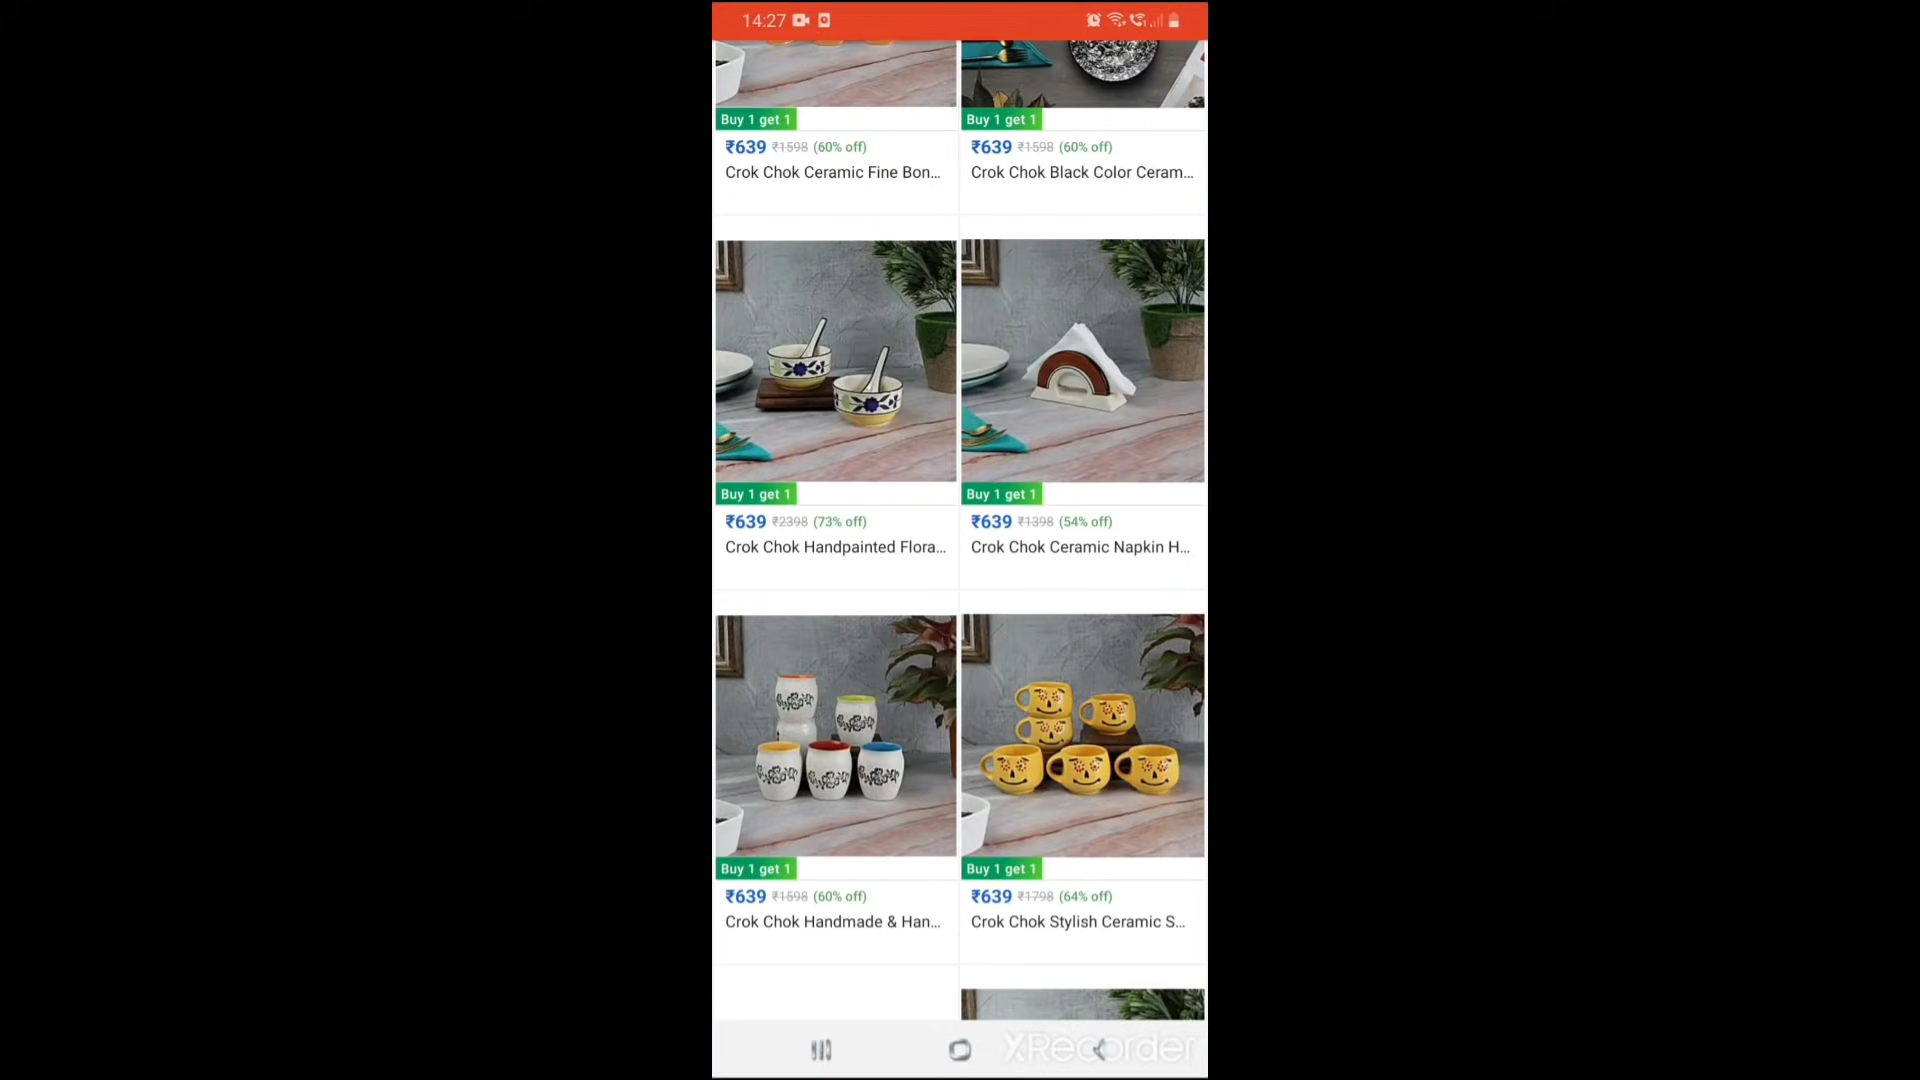 14:27
Buy 1 get 1
Buy 1 get 1
₹639 ₹1598 (60% off)
₹639 ₹1598 (60% off)
Crok Chok Ceramic Fine Bon...
Crok Chok Black Color Ceram...
Buy 1 get 1
Buy 1 get 1
₹639 ₹2398 (73% off)
₹639 ₹1398 (54% off)
Crok Chok Handpainted Flora...
Crok Chok Ceramic Napkin H...
Buy 1 get 1
Buy 1 get 1
₹639 ₹1598 (60% off)
₹639 ₹1798 (64% off)
Crok Chok Handmade & Han...
Crok Chok Stylish Ceramic S...
XRecorder